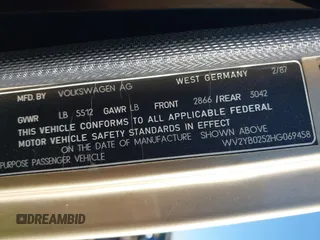 MFD. BY VOLKSWAGEN AG WEST GERMANY 2/87
GVWR LB 5512 GAWR LB FRONT 2866 /REAR 3042
THIS VEHICLE CONFORMS TO ALL APPLICABLE FEDERAL
MOTOR VEHICLE SAFETY STANDARDS IN EFFECT
ON THE DATE OF MANUFACTURE SHOWN ABOVE
PURPOSE PASSENGER VEHICLE WV2YB0252HG069458
DREAMBID